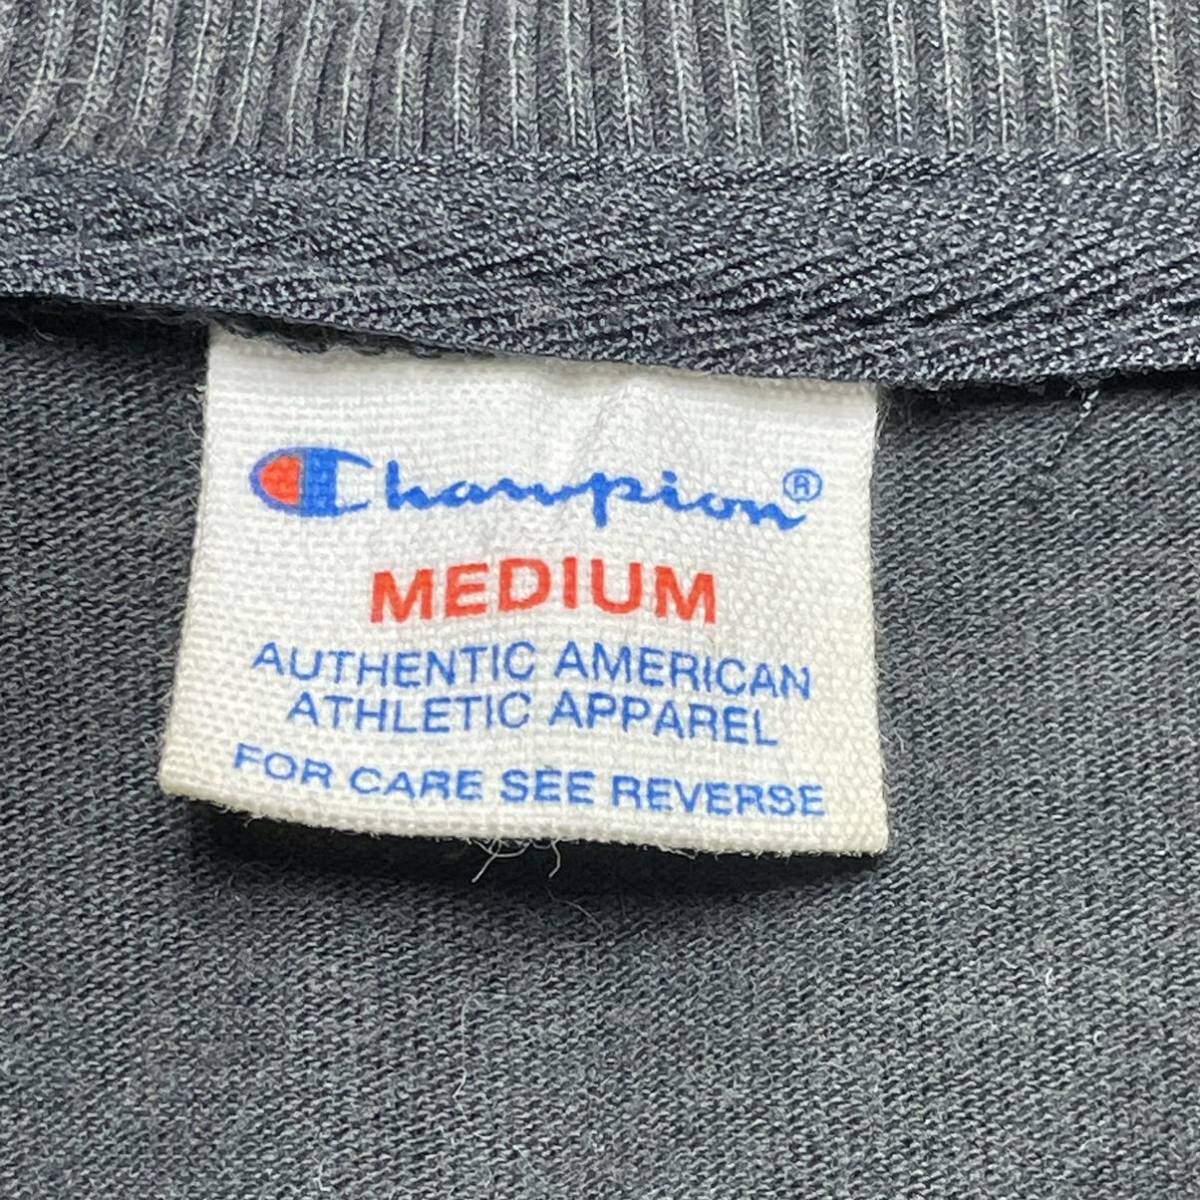 Champion®
MEDIUM
AUTHENTIC AMERICAN
ATHLETIC APPAREL
FOR CARE SEE REVERSE